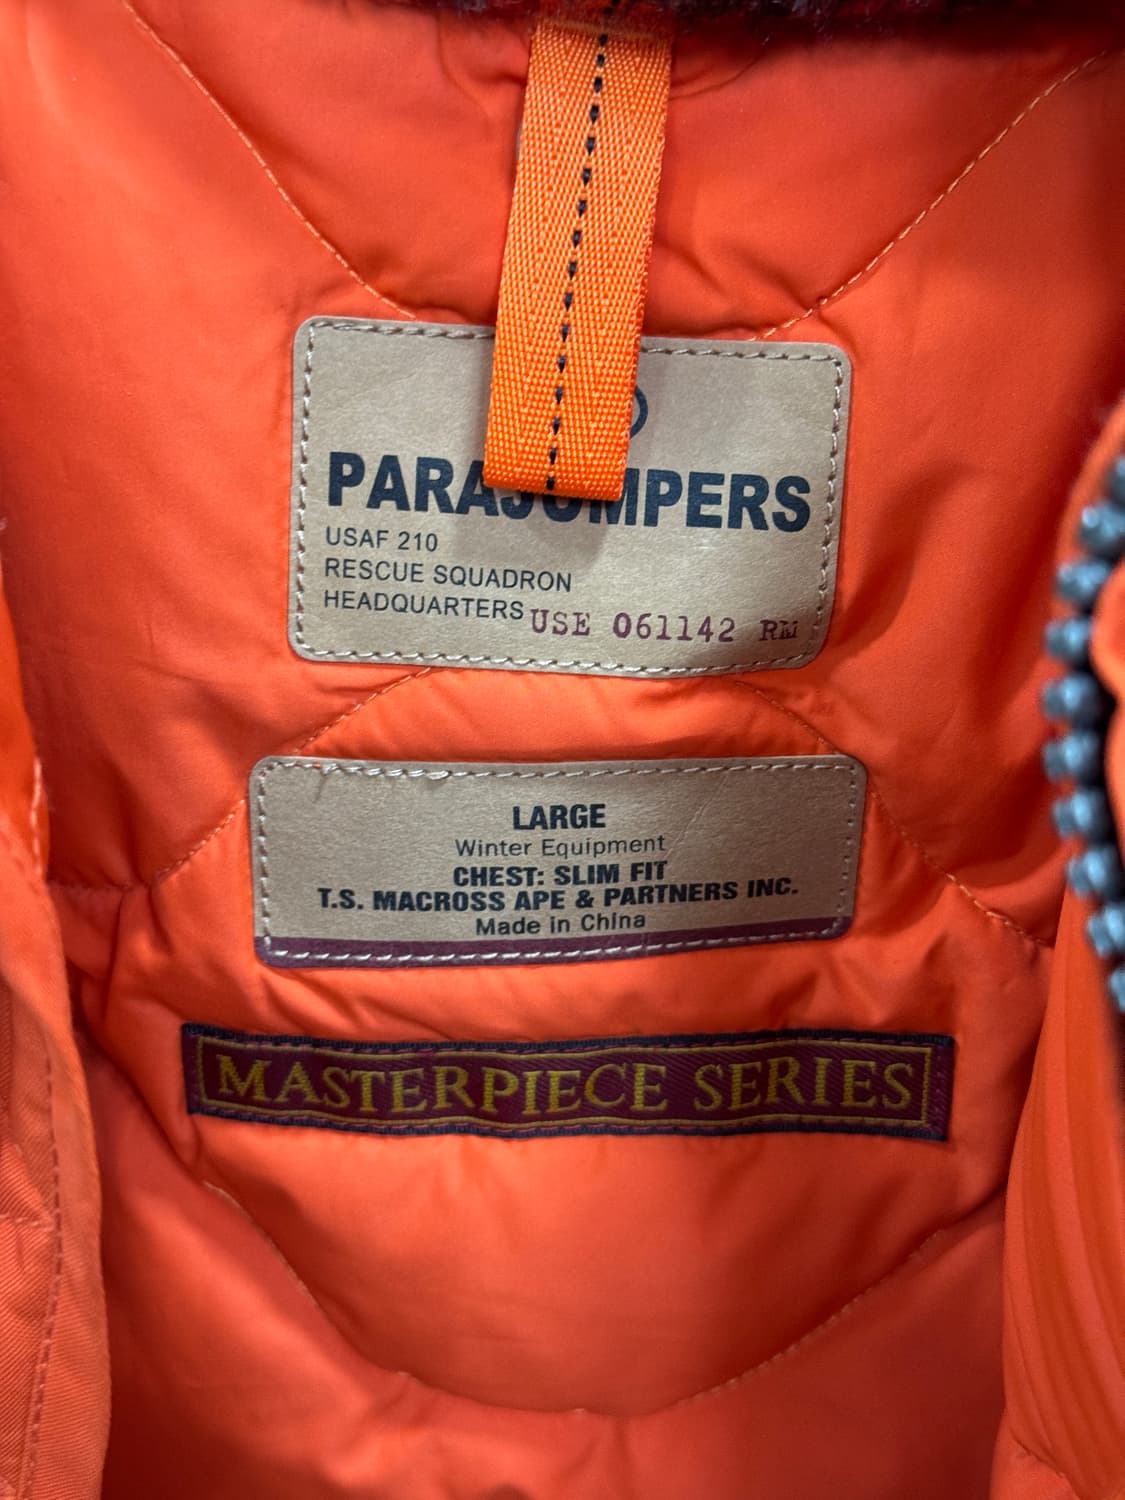 PARAJUMPERS
USAF 210
RESCUE SQUADRON
HEADQUARTERS USE 061142 RW
LARGE
Winter Equipment
CHEST: SLIM FIT
T.S. MACROSS APE & PARTNERS INC.
Made in China
MASTERPIECE SERIES